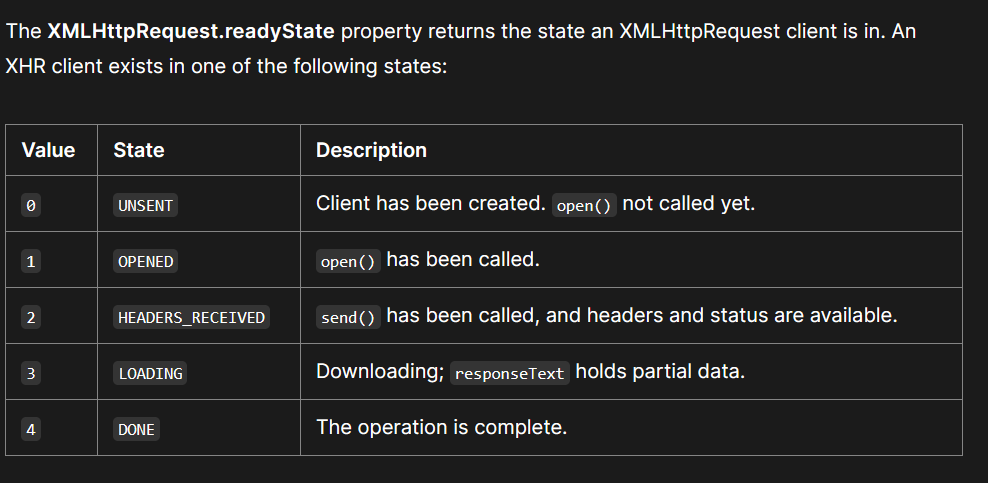 The XMLHttpRequest.readyState property returns the state an XMLHttpRequest client is in. An
XHR client exists in one of the following states:
Value State Description
0 UNSENT Client has been created. open() not called yet.
1 OPENED open() has been called.
2 HEADERS_RECEIVED send() has been called, and headers and status are available.
3 LOADING Downloading; responseText holds partial data.
4 DONE The operation is complete.